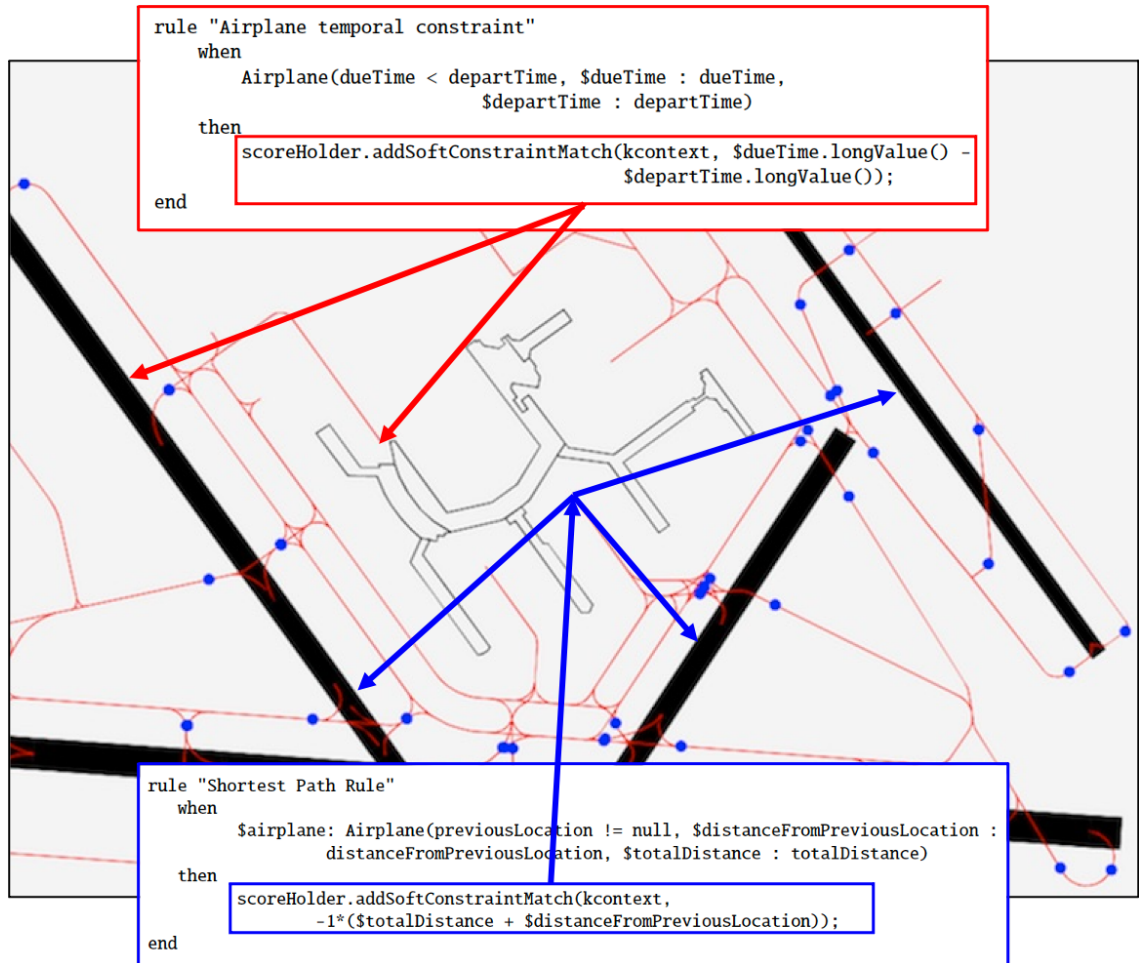 rule "Airplane temporal constraint"
when
Airplane(dueTime < departTime, $dueTime : dueTime,
$departTime : departTime)
then
scoreHolder.addSoftConstraintMatch(kcontext, $dueTime.longValue() -
$departTime.longValue());
end
rule "Shortest Path Rule"
when
$airplane: Airplane(previousLocation != null, $distanceFromPreviousLocation :
distanceFromPreviousLocation, $totalDistance : totalDistance)
then
scoreHolder.addSoftConstraintMatch(kcontext,
-1*($totalDistance + $distanceFromPreviousLocation));
end